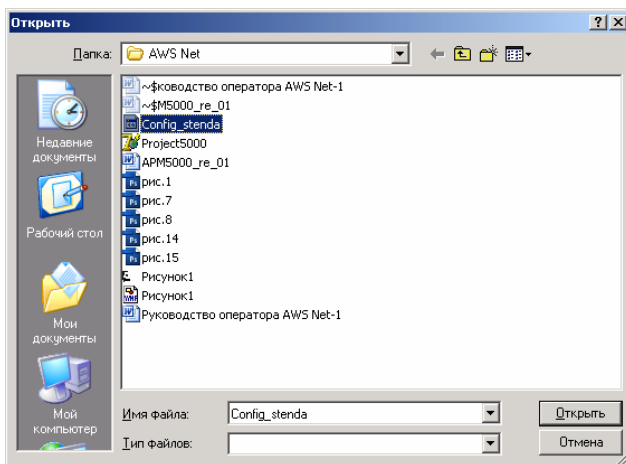 Открыть
Папка: AWS Net
Недавние документы
Рабочий стол
Мои документы
Мой компьютер
~$ководство оператора AWS Net-1
~$M5000_re_01
Config_stenda
Project5000
APM5000_re_01
рис.1
рис.7
рис.8
рис.14
рис.15
Рисунок1
Рисунок1
Руководство оператора AWS Net-1
Имя файла: Config_stenda Открыть
Тип файлов: Отмена